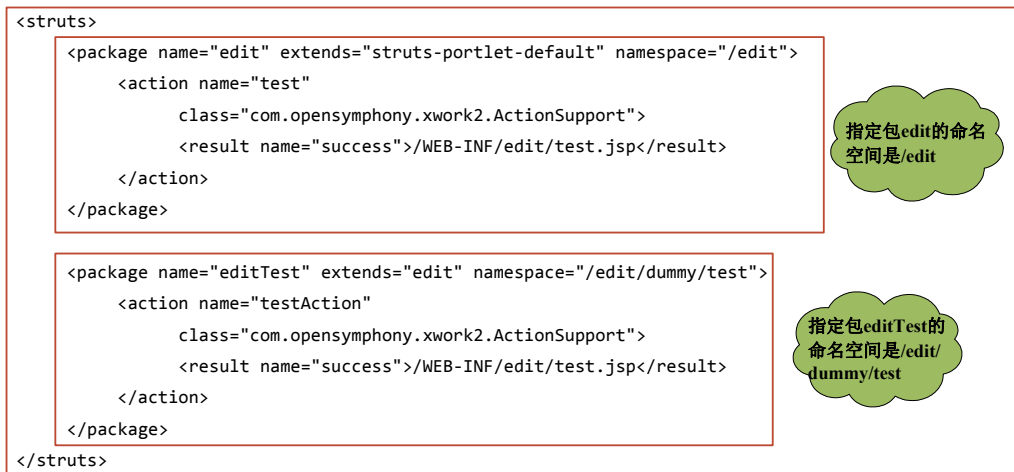 <struts>
<package name="edit" extends="struts-portlet-default" namespace="/edit">
<action name="test"
class="com.opensymphony.xwork2.ActionSupport">
<result name="success">/WEB-INF/edit/test.jsp</result>
</action>
</package>
指定包edit的命名
空间是/edit
<package name="editTest" extends="edit" namespace="/edit/dummy/test">
<action name="testAction"
class="com.opensymphony.xwork2.ActionSupport">
<result name="success">/WEB-INF/edit/test.jsp</result>
</action>
</package>
指定包editTest的
命名空间是/edit/
dummy/test
</struts>